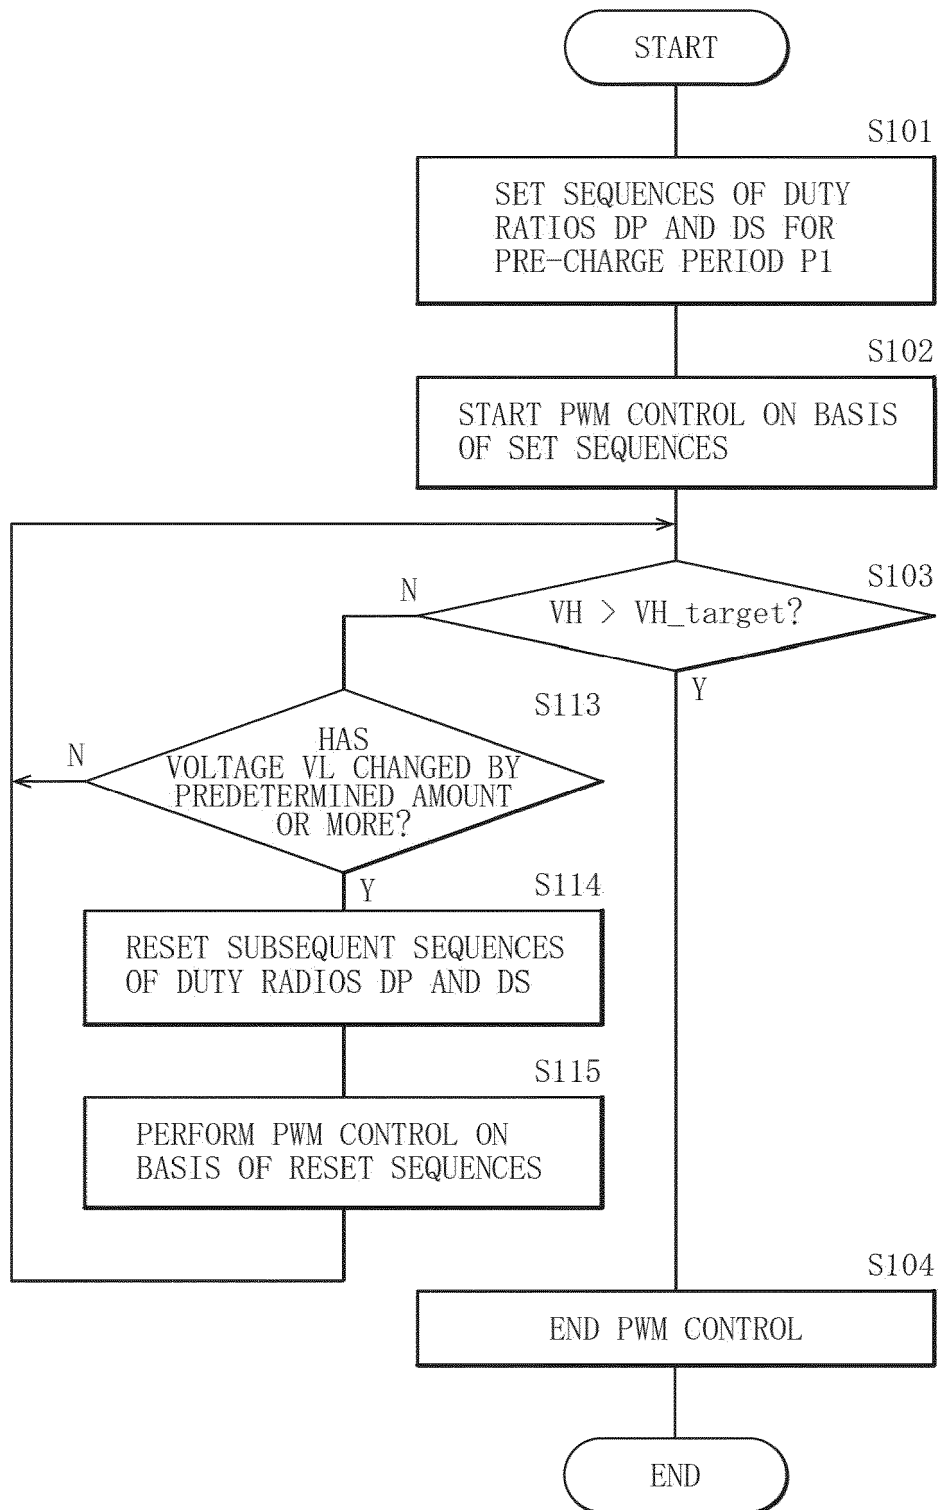 START
S101
SET SEQUENCES OF DUTY
RATIOS DP AND DS FOR
PRE-CHARGE PERIOD P1
S102
START PWM CONTROL ON BASIS
OF SET SEQUENCES
S103
N
VH > VH_target?
Y
S113
N
HAS
VOLTAGE VL CHANGED BY
PREDETERMINED AMOUNT
OR MORE?
Y
S114
RESET SUBSEQUENT SEQUENCES
OF DUTY RADIOS DP AND DS
S115
PERFORM PWM CONTROL ON
BASIS OF RESET SEQUENCES
S104
END PWM CONTROL
END